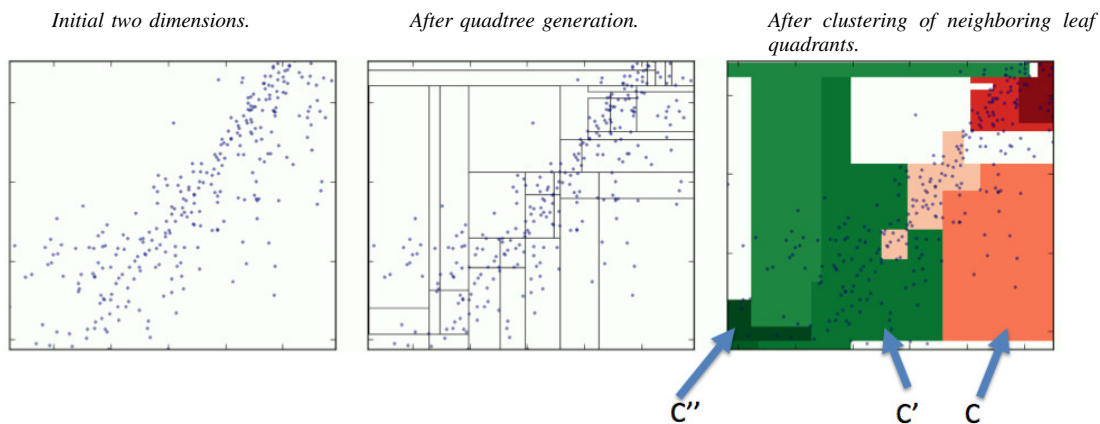 Initial two dimensions.
After quadtree generation.
After clustering of neighboring leaf
quadrants.
C''
C'
C